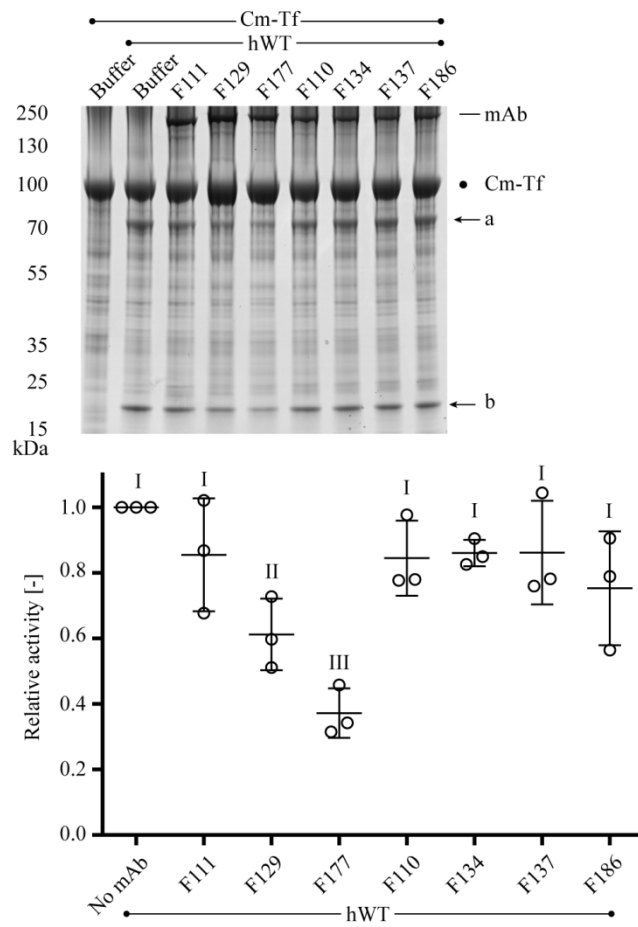 Cm-Tf
hWT
Buffer Buffer F111 F129 F177 F110 F134 F137 F186
250 mAb
130
100 Cm-Tf
70 a
55
35
25
b
15
kDa
I I II III I I I I
1.0
0.8
0.6
0.4
0.2
0.0
Relative activity [-]
No mAb F111 F129 F177 F110 F134 F137 F186
hWT